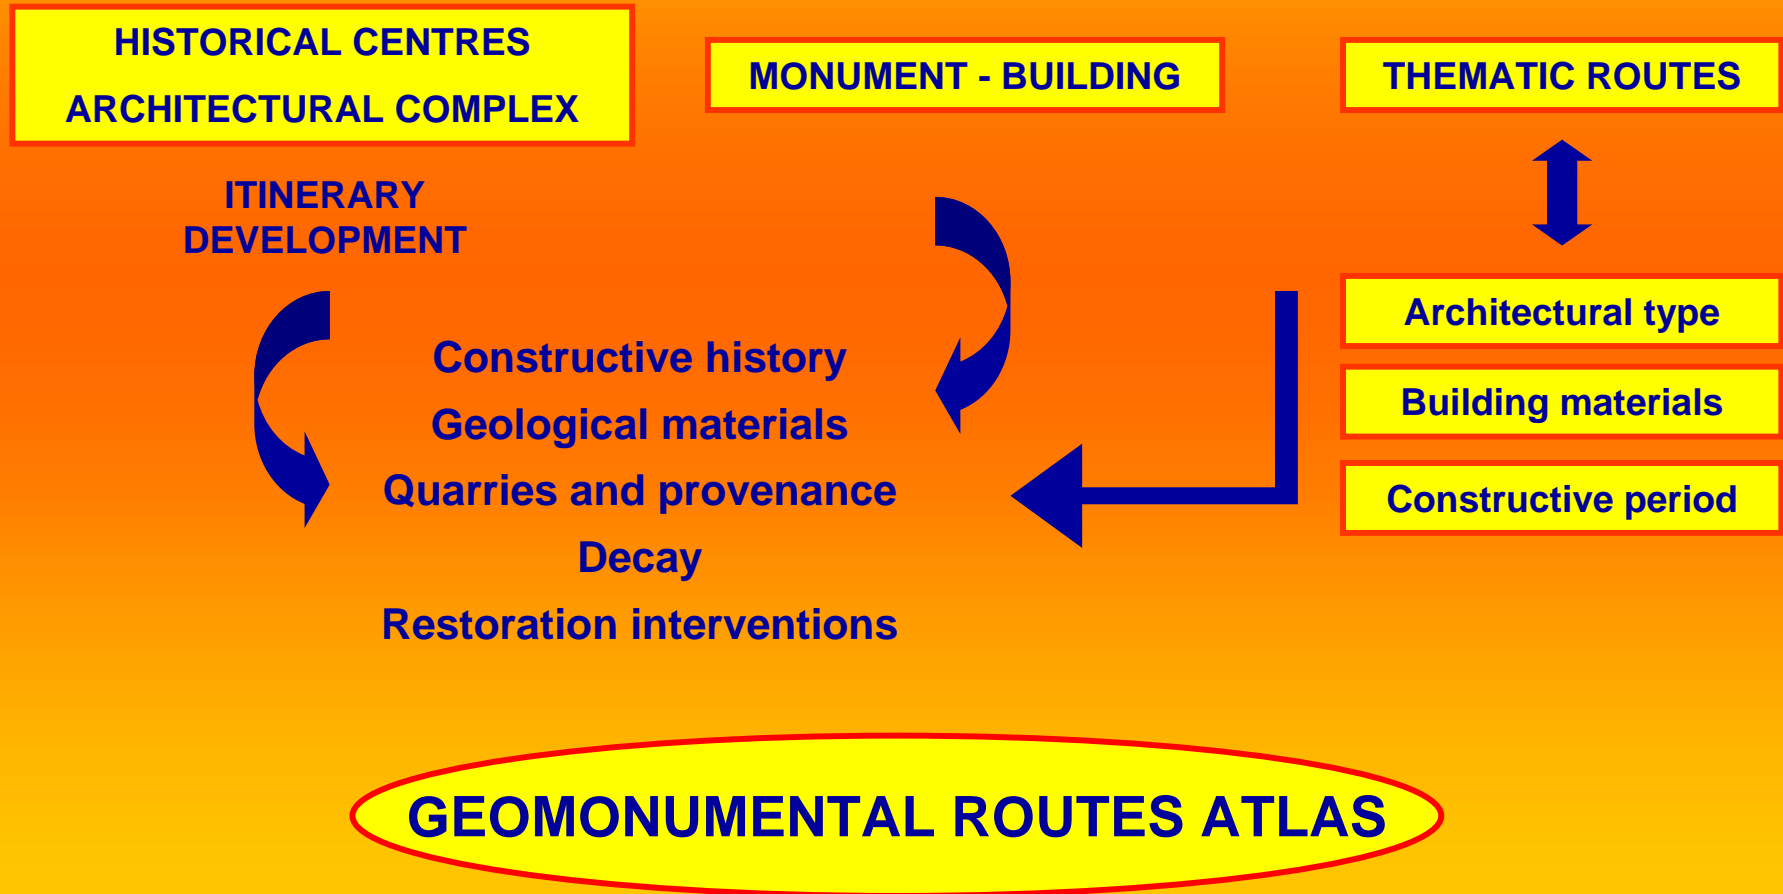 HISTORICAL CENTRES
ARCHITECTURAL COMPLEX
MONUMENT - BUILDING
THEMATIC ROUTES
ITINERARY
DEVELOPMENT
Constructive history
Geological materials
Quarries and provenance
Decay
Restoration interventions
Architectural type
Building materials
Constructive period
GEOMONUMENTAL ROUTES ATLAS